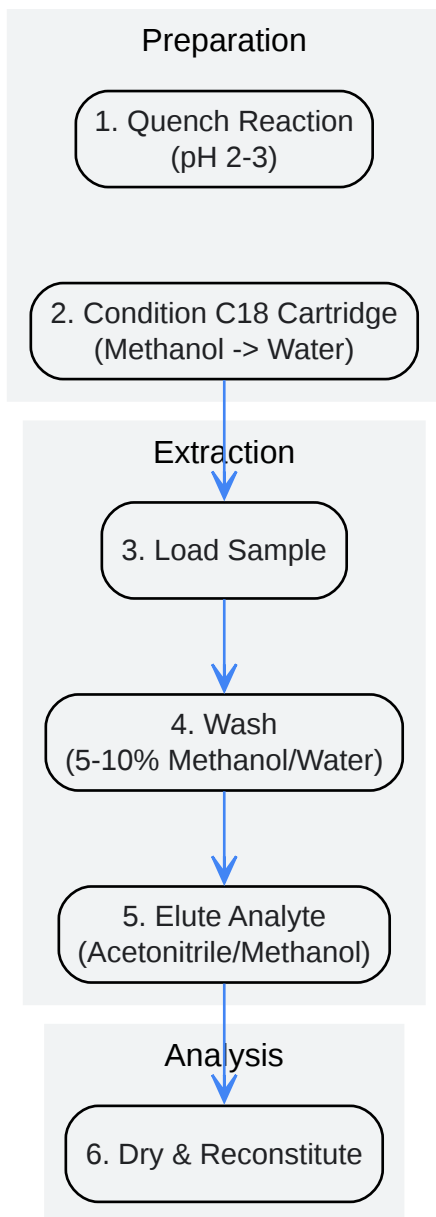 Preparation
1. Quench Reaction
(pH 2-3)
2. Condition C18 Cartridge
(Methanol -> Water)
Extraction
3. Load Sample
4. Wash
(5-10% Methanol/Water)
5. Elute Analyte
(Acetonitrile/Methanol)
Analysis
6. Dry & Reconstitute